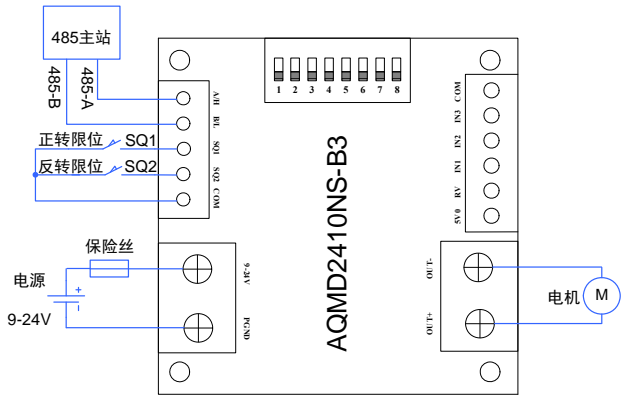 485主站
485-B
485-A
正转限位
SQ1
反转限位
SQ2
A/H
B/L
SQ1
SQ2
COM
1 2 3 4 5 6 7 8
AQMD2410NS-B3
COM
IN3
IN2
IN1
RV
5V0
保险丝
电源
+
-
9-24V
9-24V
PGND
OUT-
OUT+
电机
M